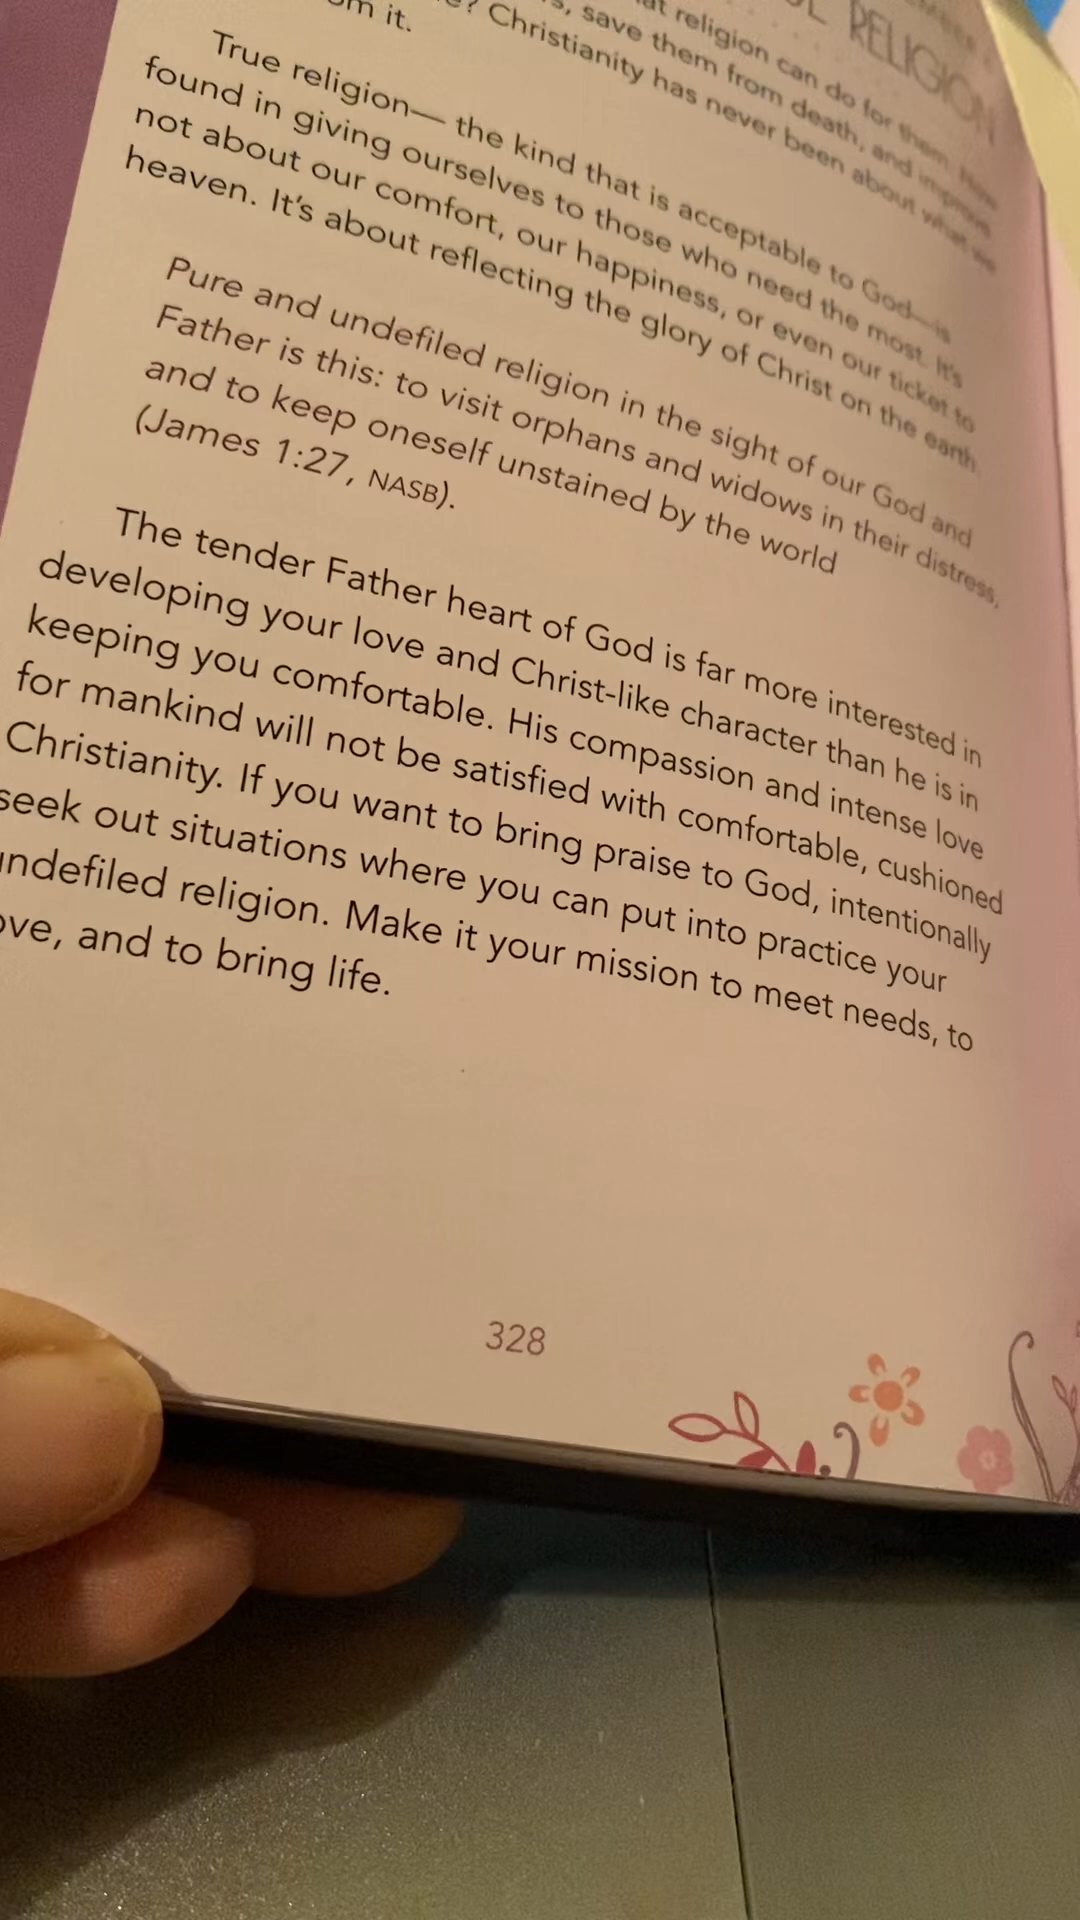 RELIGION
religion can do for them. How
s, save them from death, and improve
? Christianity has never been about what we
om it.
True religion— the kind that is acceptable to God—is
found in giving ourselves to those who need the most. It's
not about our comfort, our happiness, or even our ticket to
heaven. It's about reflecting the glory of Christ on the earth.
Pure and undefiled religion in the sight of our God and
Father is this: to visit orphans and widows in their distress,
and to keep oneself unstained by the world
(James 1:27, NASB).
The tender Father heart of God is far more interested in
developing your love and Christ-like character than he is in
keeping you comfortable. His compassion and intense love
for mankind will not be satisfied with comfortable, cushioned
Christianity. If you want to bring praise to God, intentionally
seek out situations where you can put into practice your
undefiled religion. Make it your mission to meet needs, to
ove, and to bring life.
328